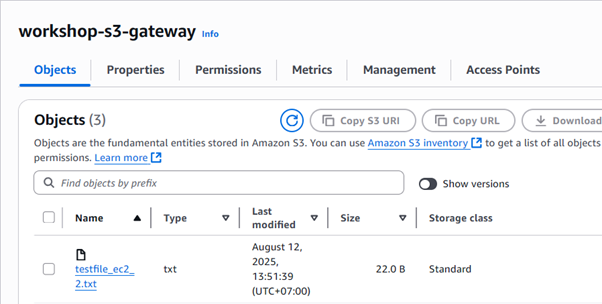 workshop-s3-gateway Info
Objects Properties Permissions Metrics Management Access Points
Objects (3) Copy S3 URI Copy URL Download
Objects are the fundamental entities stored in Amazon S3. You can use Amazon S3 inventory to get a list of all objects
permissions. Learn more
Find objects by prefix Show versions
Name Type Last modified Size Storage class
testfile_ec2_
2.txt
txt
August 12,
2025,
13:51:39
(UTC+07:00)
22.0 B
Standard